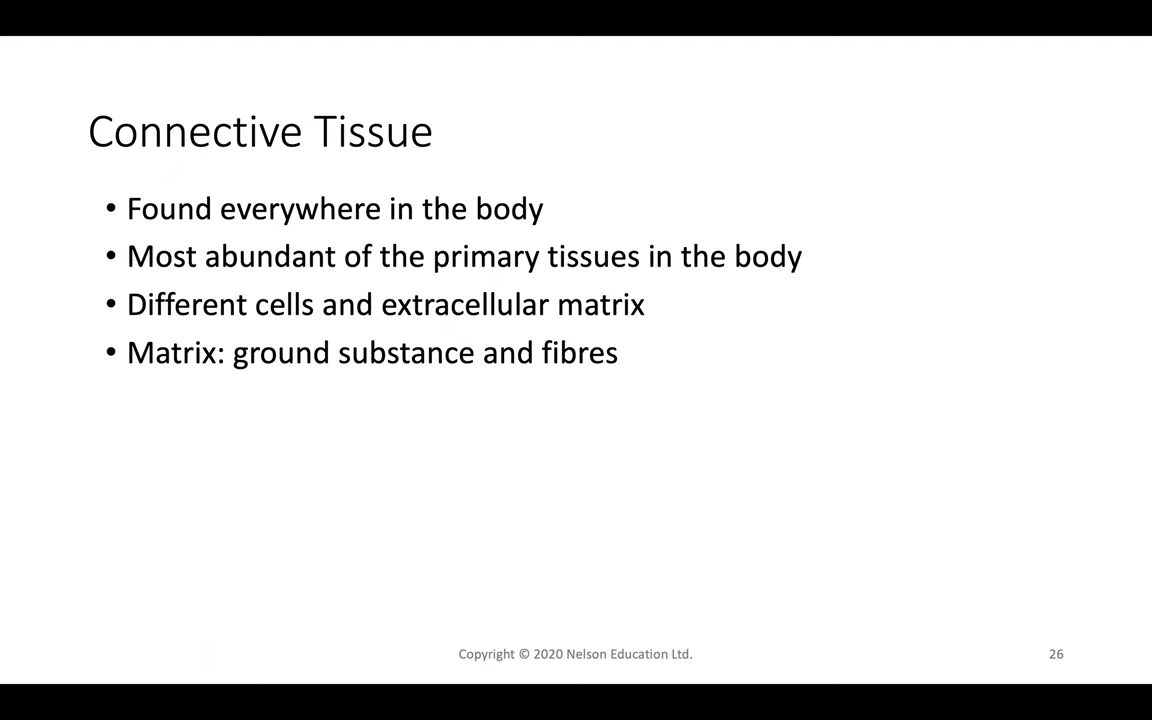 Connective Tissue
• Found everywhere in the body
• Most abundant of the primary tissues in the body
• Different cells and extracellular matrix
• Matrix: ground substance and fibres
Copyright © 2020 Nelson Education Ltd.
26